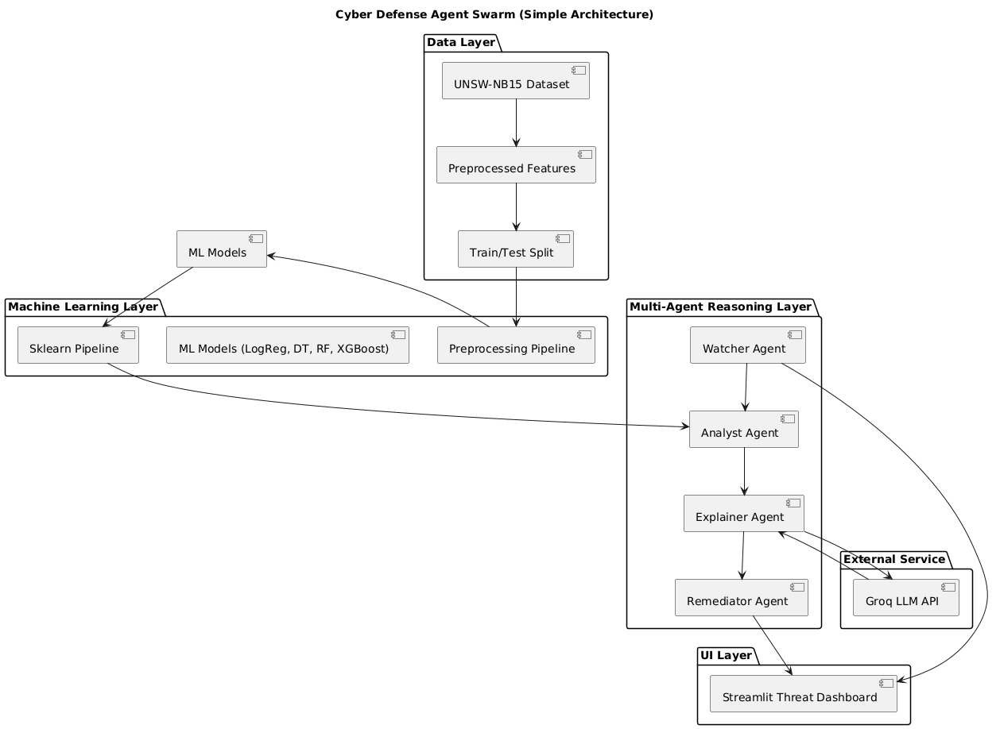 Cyber Defense Agent Swarm (Simple Architecture)
Data Layer
UNSW-NB15 Dataset
Preprocessed Features
Train/Test Split
ML Models
Machine Learning Layer
Sklearn Pipeline
ML Models (LogReg, DT, RF, XGBoost)
Preprocessing Pipeline
Multi-Agent Reasoning Layer
Watcher Agent
Analyst Agent
Explainer Agent
Remediator Agent
External Service
Groq LLM API
UI Layer
Streamlit Threat Dashboard